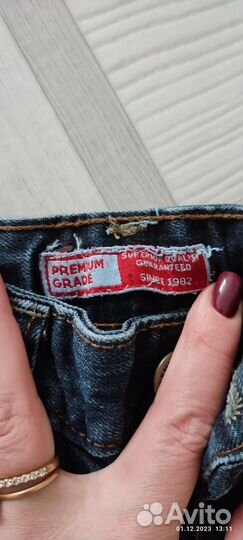 PREMIUM
GRADE
SUPERIOR QUALITY
GUARANTEED
SINCE 1982
Avito
01.12.2023 13:11